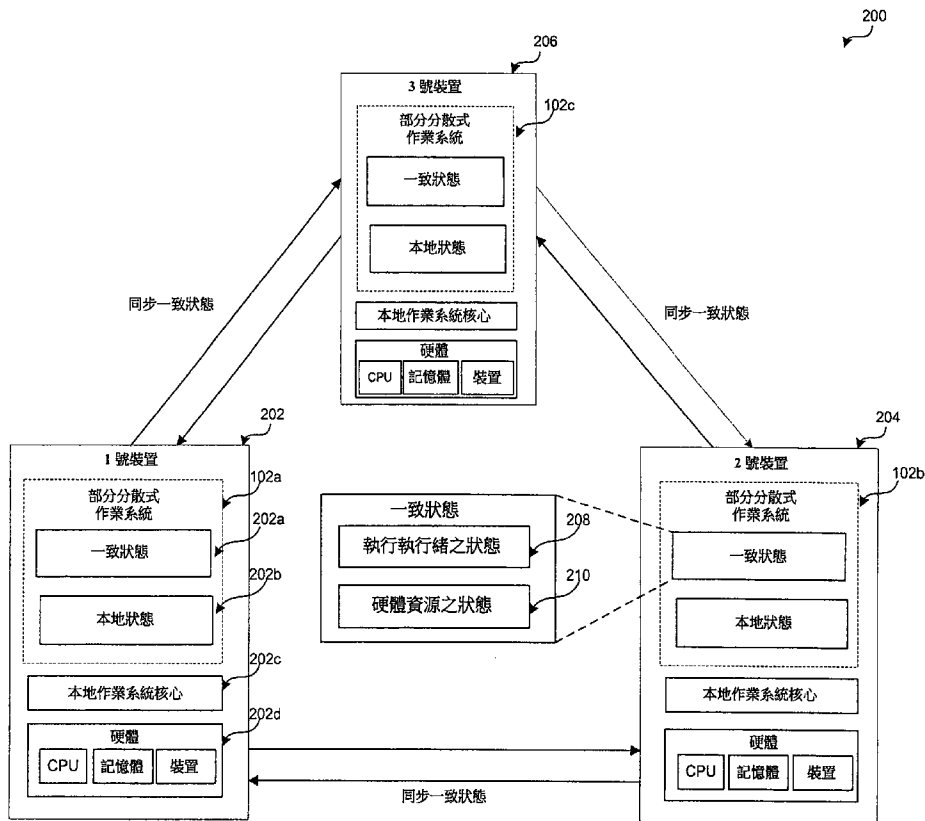 200
206
3 號裝置
102c
部分分散式
作業系統
一致狀態
本地狀態
同步一致狀態
同步一致狀態
本地作業系統核心
硬體
CPU
記憶體
裝置
202
1 號裝置
102a
部分分散式
作業系統
202a
一致狀態
202b
本地狀態
202c
本地作業系統核心
202d
硬體
CPU
記憶體
裝置
一致狀態
208
執行執行緒之狀態
210
硬體資源之狀態
204
2 號裝置
102b
部分分散式
作業系統
一致狀態
本地狀態
本地作業系統核心
硬體
CPU
記憶體
裝置
同步一致狀態